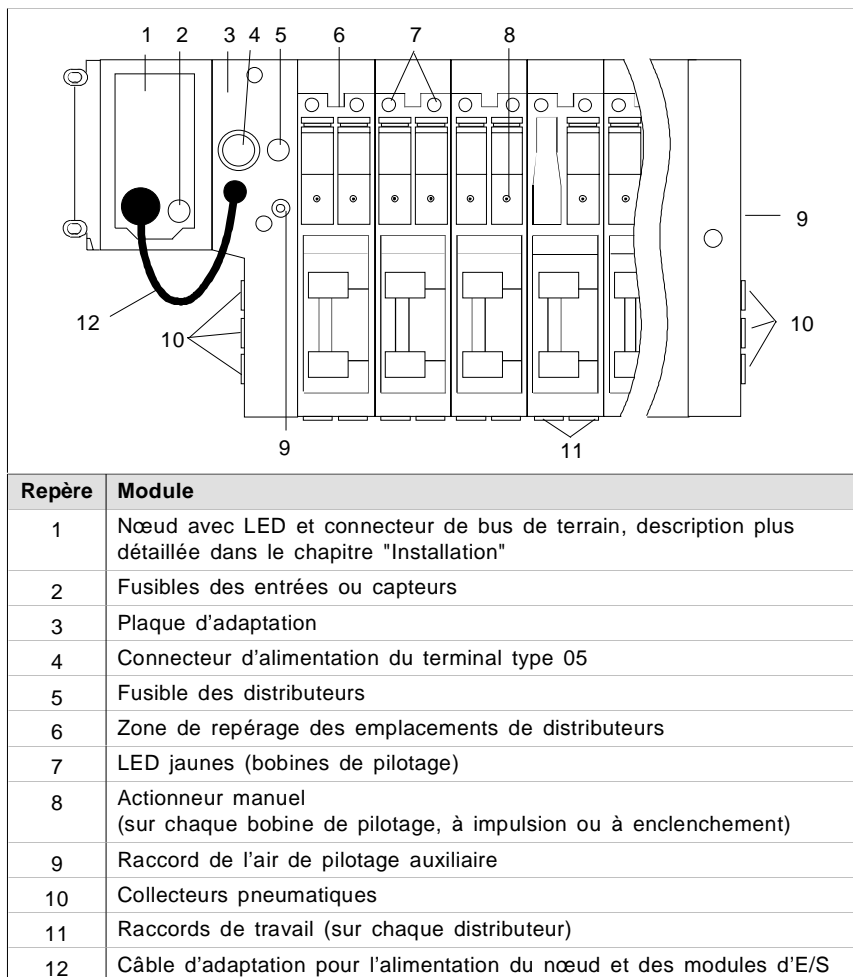 1 2 3 4 5 6 7 8
9
12
10
10
9
11
Repère Module
1 Nœud avec LED et connecteur de bus de terrain, description plus
détaillée dans le chapitre "Installation"
2 Fusibles des entrées ou capteurs
3 Plaque d'adaptation
4 Connecteur d'alimentation du terminal type 05
5 Fusible des distributeurs
6 Zone de repérage des emplacements de distributeurs
7 LED jaunes (bobines de pilotage)
8 Actionneur manuel
(sur chaque bobine de pilotage, à impulsion ou à enclenchement)
9 Raccord de l'air de pilotage auxiliaire
10 Collecteurs pneumatiques
11 Raccords de travail (sur chaque distributeur)
12 Câble d'adaptation pour l'alimentation du nœud et des modules d'E/S